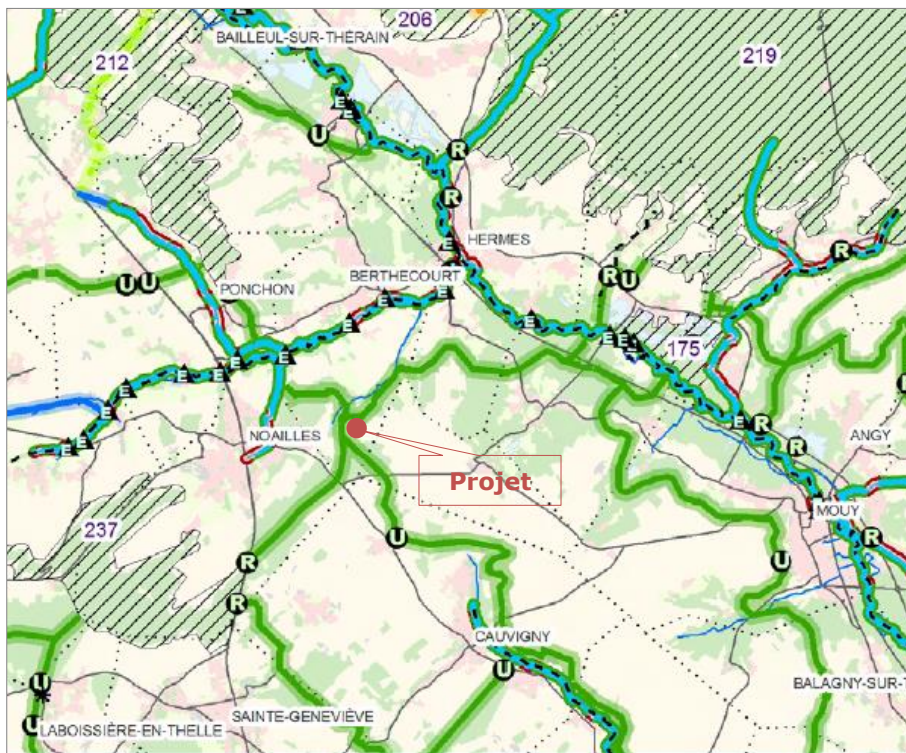 206
BAILLEUL-SUR-THÉRAIN
212
219
U
R
R
HERMES
E
E
BERTHECOURT
R
U
R
U
U
PONCHON
E
E
E
E
E
E
175
E
E
E
E
E
NOAILLES
E
R
R
ANGY
E
E
Projet
MOUY
237
R
U
R
U
R
CAUVIGNY
U
U
BALAGNY-SUR-T
SAINTE-GENEVIÈVE
U
LABOISSIÈRE-EN-THELLE